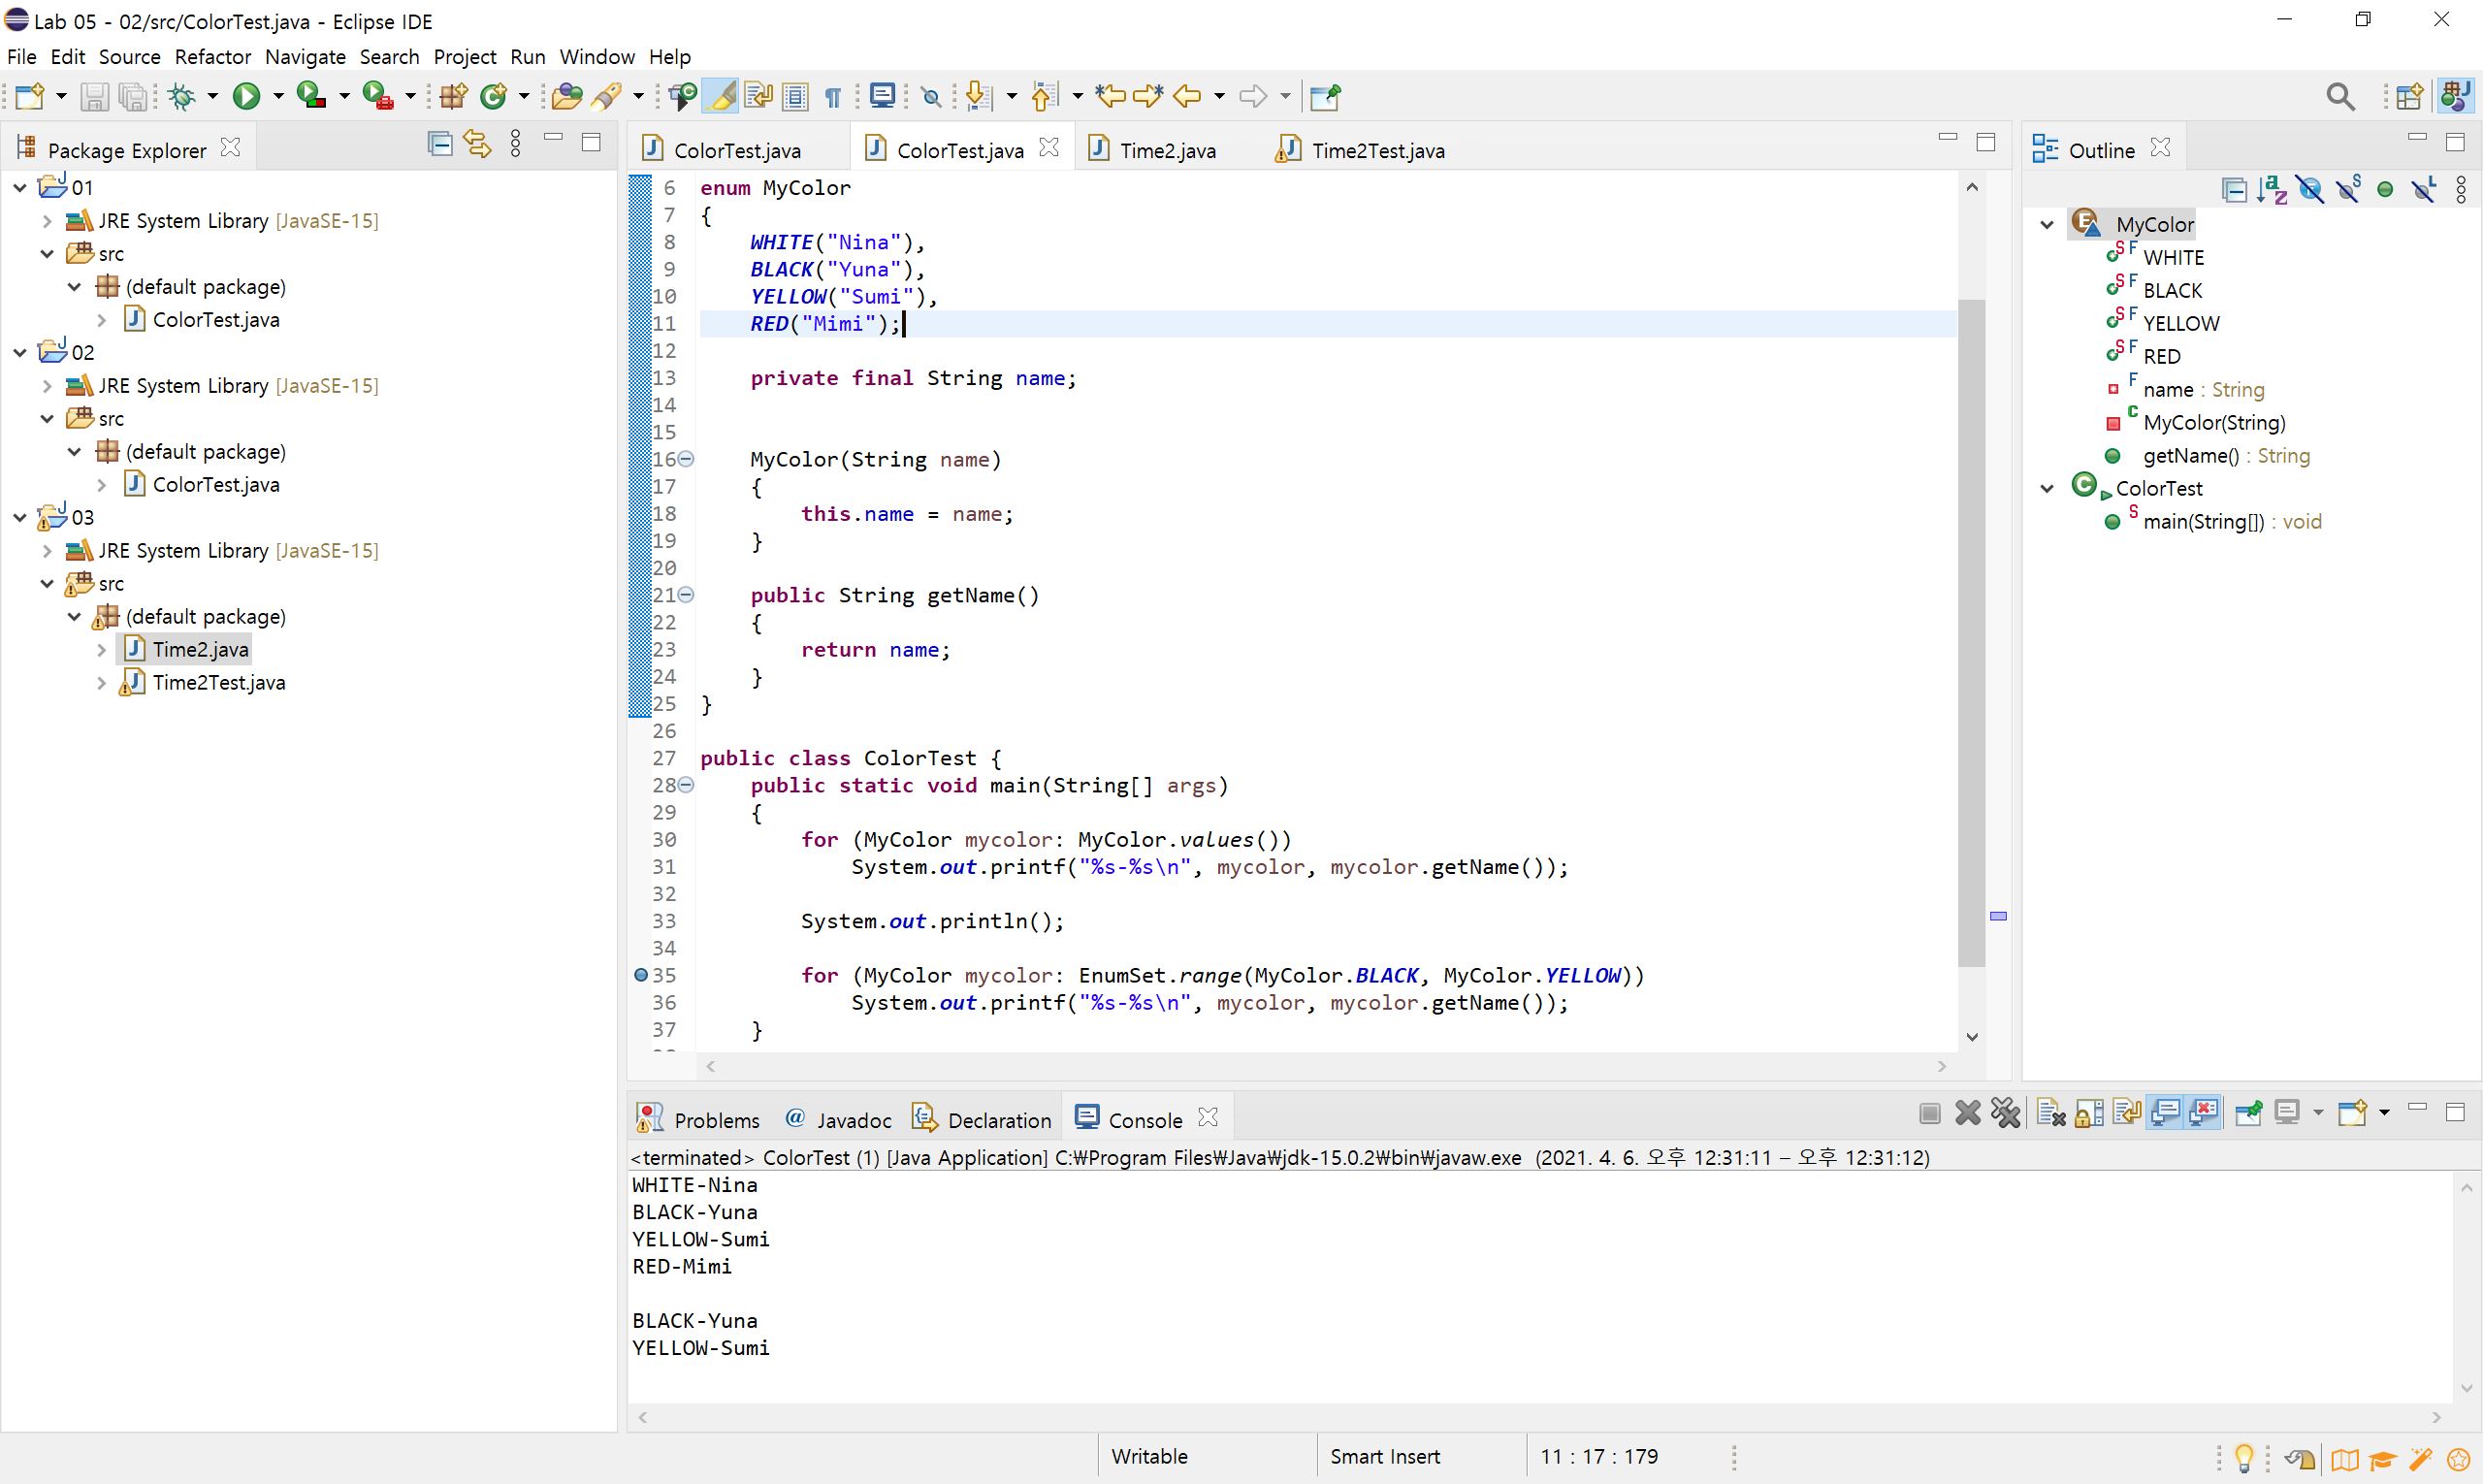 Lab 05 - 02/src/ColorTest.java - Eclipse IDE
File Edit Source Refactor Navigate Search Project Run Window Help
Package Explorer
01
JRE System Library [JavaSE-15]
src
(default package)
ColorTest.java
02
JRE System Library [JavaSE-15]
src
(default package)
ColorTest.java
03
JRE System Library [JavaSE-15]
src
(default package)
Time2.java
Time2Test.java
ColorTest.java ColorTest.java Time2.java Time2Test.java
6 enum MyColor
7 {
8     WHITE("Nina"),
9     BLACK("Yuna"),
10     YELLOW("Sumi"),
11     RED("Mimi");
12
13     private final String name;
14
15
16     MyColor(String name)
17     {
18         this.name = name;
19     }
20
21     public String getName()
22     {
23         return name;
24     }
25 }
26
27 public class ColorTest {
28     public static void main(String[] args)
29     {
30         for (MyColor mycolor: MyColor.values())
31             System.out.printf("%s-%s\n", mycolor, mycolor.getName());
32
33         System.out.println();
34
35         for (MyColor mycolor: EnumSet.range(MyColor.BLACK, MyColor.YELLOW))
36             System.out.printf("%s-%s\n", mycolor, mycolor.getName());
37     }
Outline
MyColor
WHITE
BLACK
YELLOW
RED
name : String
MyColor(String)
getName() : String
ColorTest
main(String[]) : void
Problems @ Javadoc Declaration Console
<terminated> ColorTest (1) [Java Application] C:₩Program Files₩Java₩jdk-15.0.2₩bin₩javaw.exe (2021. 4. 6. 오후 12:31:11 – 오후 12:31:12)
WHITE-Nina
BLACK-Yuna
YELLOW-Sumi
RED-Mimi

BLACK-Yuna
YELLOW-Sumi
Writable Smart Insert 11 : 17 : 179